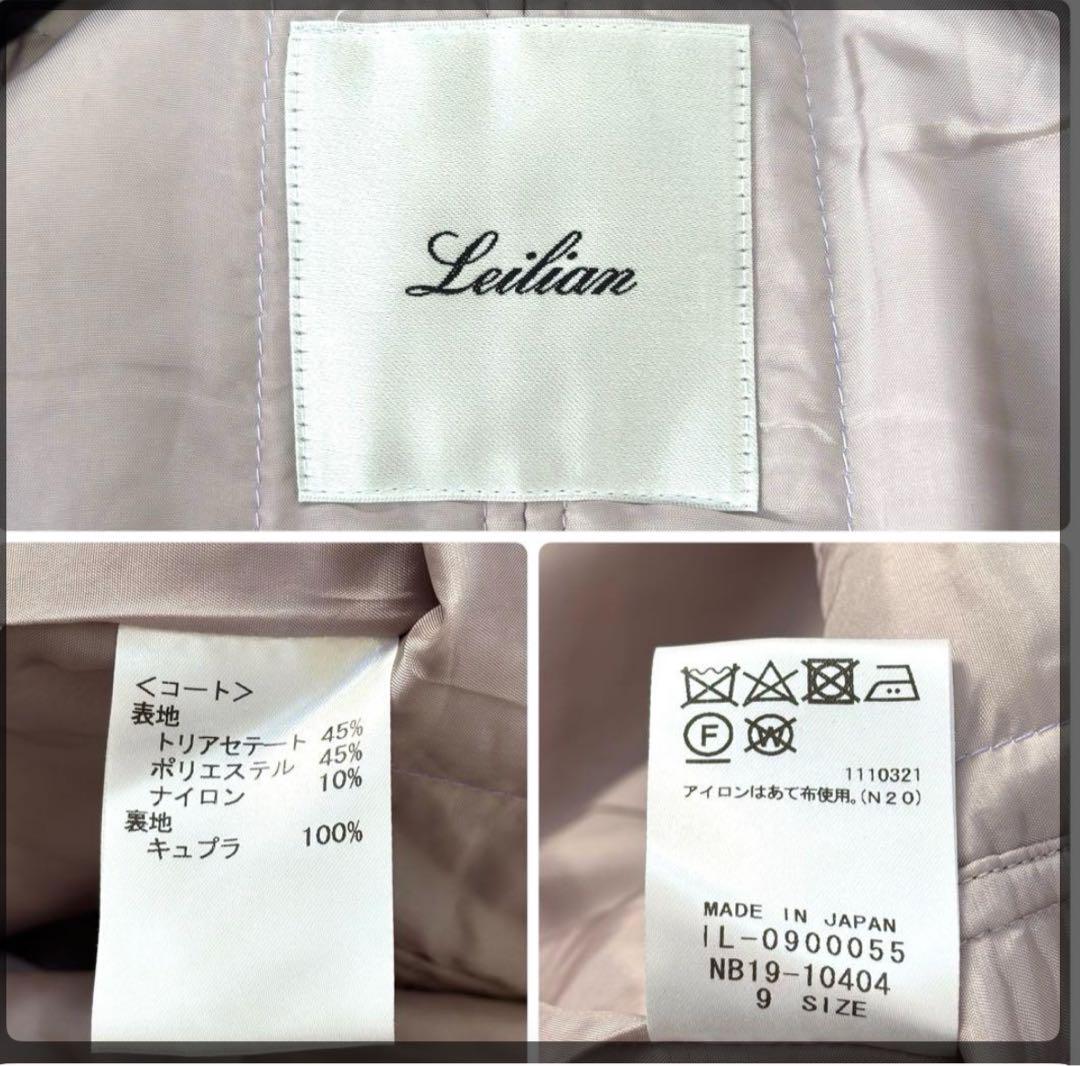 Leilian
<コート>
表地
トリアセテート 45%
ポリエステル 45%
ナイロン 10%
裏地
キュプラ 100%
F W
1110321
アイロンはあて布使用。(N20)
MADE IN JAPAN
IL-0900055
NB19-10404
9 SIZE